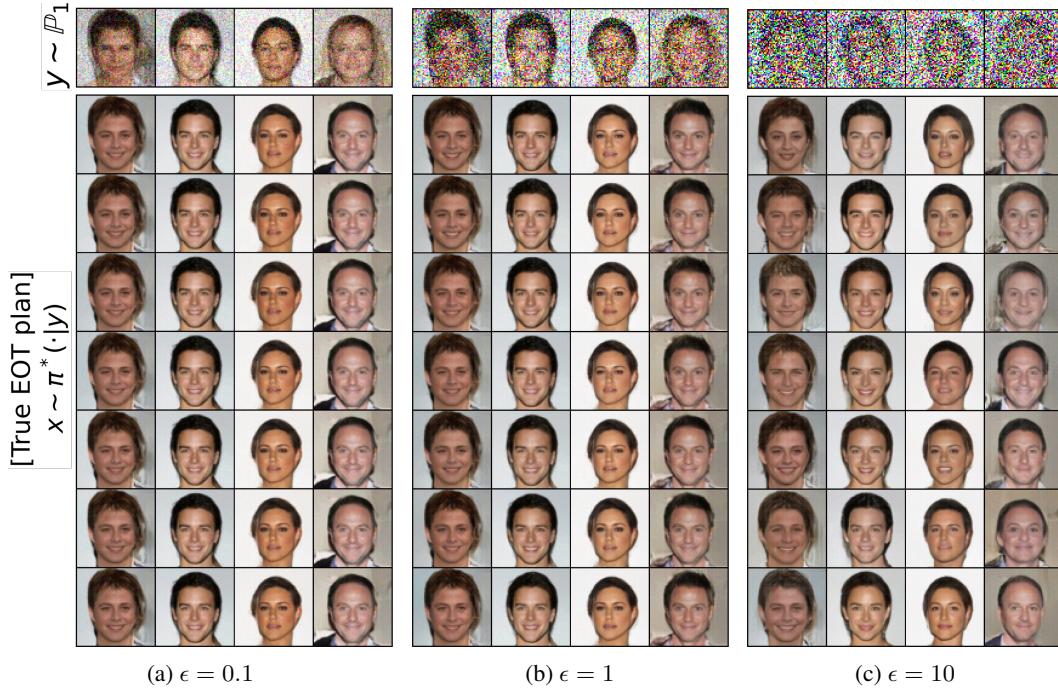 y ∼ ℙ₁
[True EOT plan]
x ∼ π*(·|y)
(a) ϵ = 0.1
(b) ϵ = 1
(c) ϵ = 10